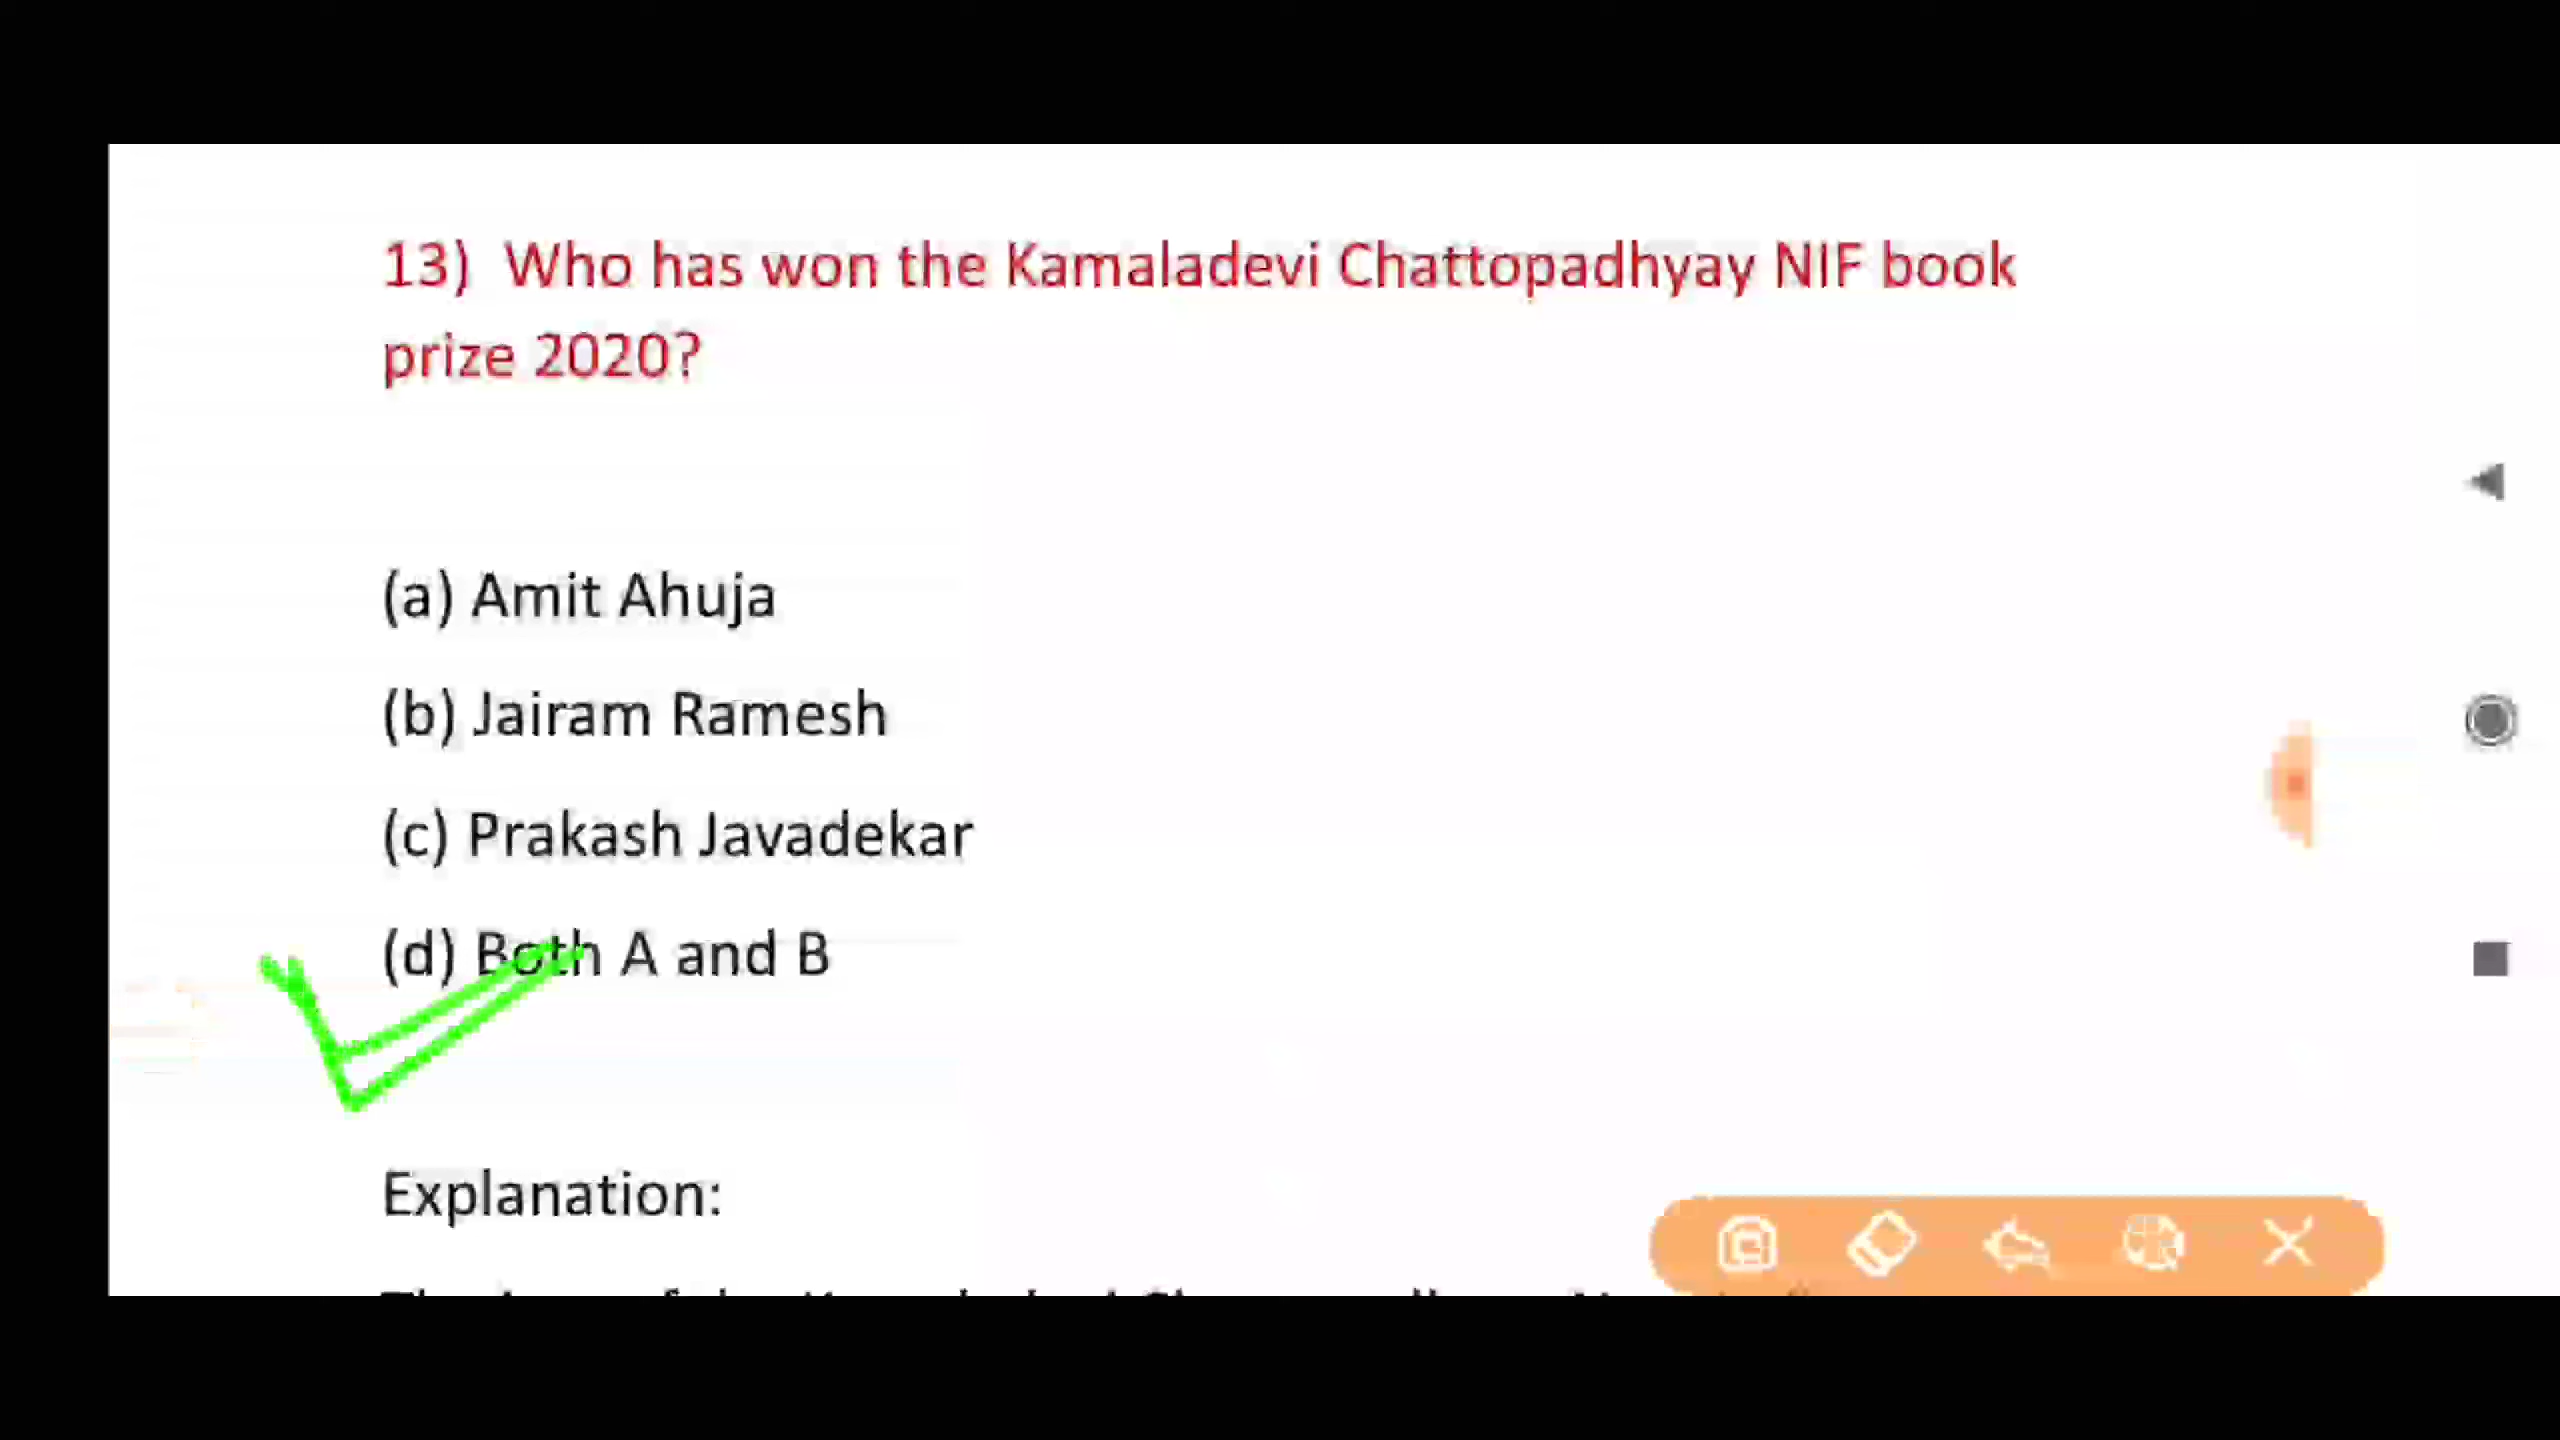 13) Who has won the Kamaladevi Chattopadhyay NIF book
prize 2020?
(a) Amit Ahuja
(b) Jairam Ramesh
(c) Prakash Javadekar
(d) Both A and B
Explanation: